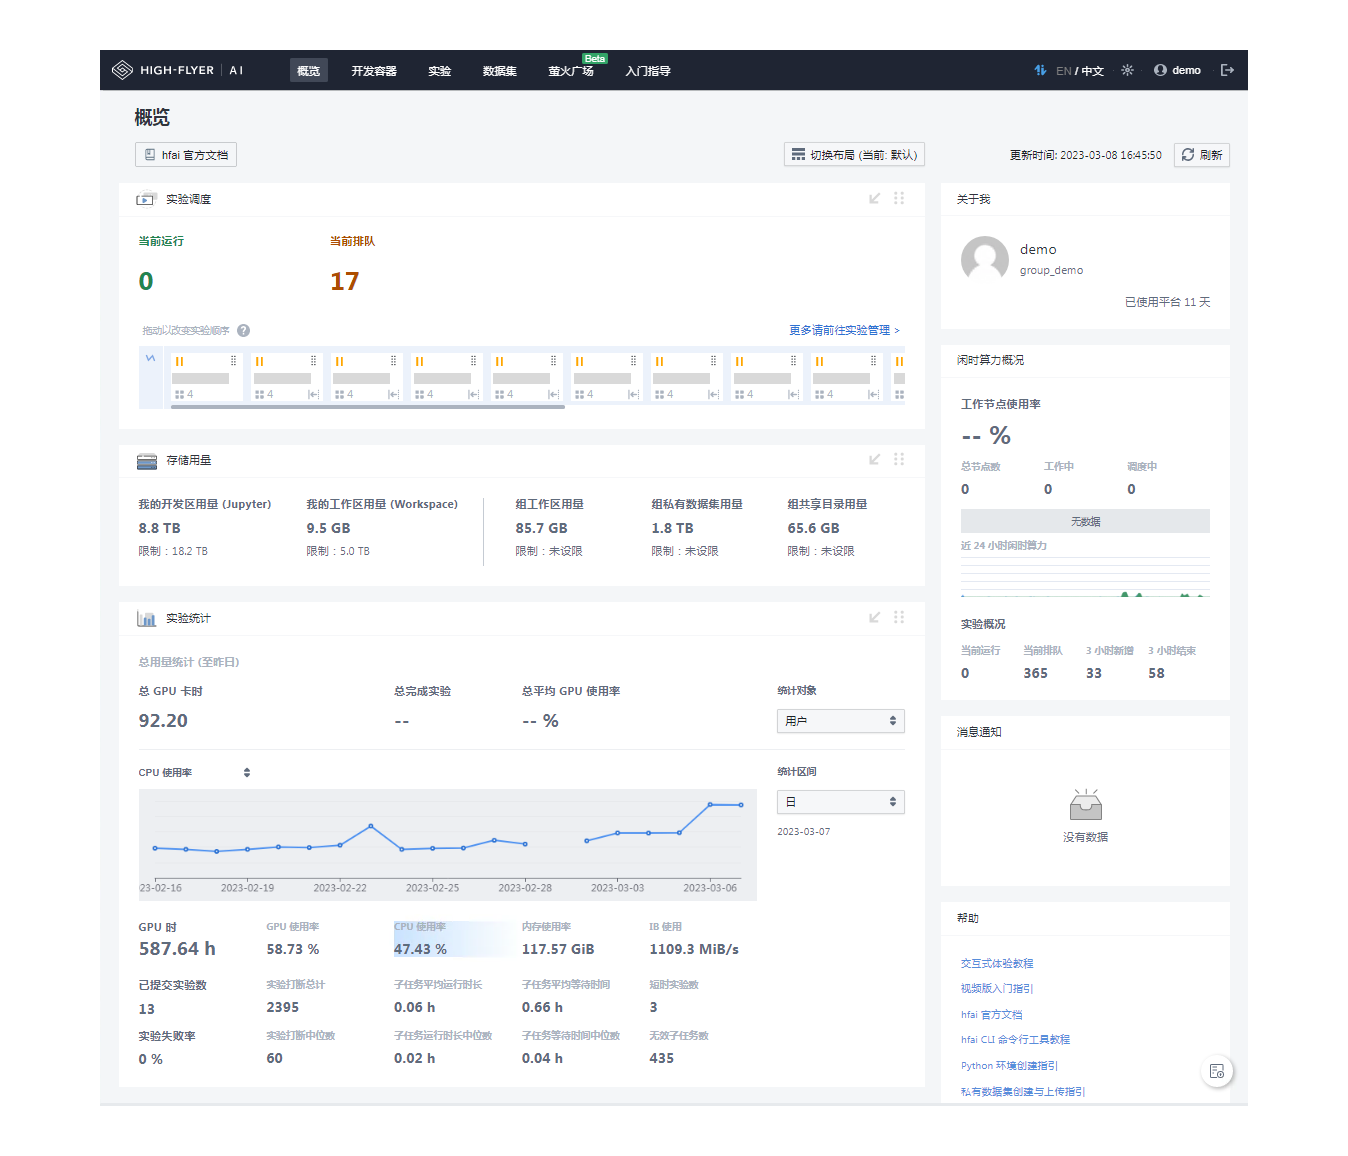 HIGH-FLYER | AI
概览
开发容器
实验
数据集
萤火广场
Beta
入门指导
EN / 中文
demo
概览
hfai 官方文档
切换布局 (当前: 默认)
更新时间: 2023-03-08 16:45:50
刷新
实验调度
当前运行
当前排队
0
17
拖动以改变实验顺序
?
更多请前往实验管理 >
4 4 4 4 4 4 4 4 4
存储用量
我的开发区用量 (Jupyter)
8.8 TB
限制：18.2 TB
我的工作区用量 (Workspace)
9.5 GB
限制：5.0 TB
组工作区用量
85.7 GB
限制：未设限
组私有数据集用量
1.8 TB
限制：未设限
组共享目录用量
65.6 GB
限制：未设限
实验统计
总用量统计 (至昨日)
总 GPU 卡时
92.20
总完成实验
--
总平均 GPU 使用率
-- %
统计对象
用户
CPU 使用率
统计区间
日
2023-03-07
23-02-16 2023-02-19 2023-02-22 2023-02-25 2023-02-28 2023-03-03 2023-03-06
GPU 时
587.64 h
GPU 使用率
58.73 %
CPU 使用率
47.43 %
内存使用率
117.57 GiB
IB 使用
1109.3 MiB/s
已提交实验数
13
实验打断总计
2395
子任务平均运行时长
0.06 h
子任务平均等待时间
0.66 h
短时实验数
3
实验失败率
0 %
实验打断中位数
60
子任务运行时长中位数
0.02 h
子任务等待时间中位数
0.04 h
无效子任务数
435
关于我
demo
group_demo
已使用平台 11 天
闲时算力概况
工作节点使用率
-- %
总节点数
0
工作中
0
调度中
0
无数据
近 24 小时闲时算力
实验概况
当前运行
0
当前排队
365
3 小时新增
33
3 小时结束
58
消息通知
没有数据
帮助
交互式体验教程
视频版入门指引
hfai 官方文档
hfai CLI 命令行工具教程
Python 环境创建指引
私有数据集创建与上传指引